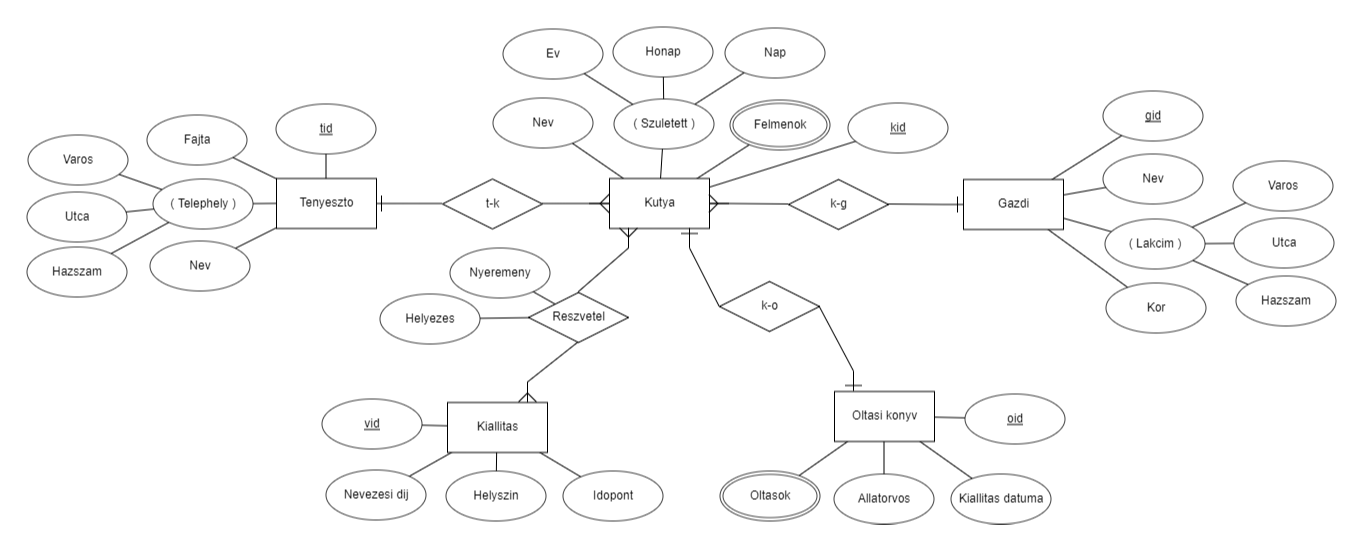 Ev
Honap
Nap
Nev
( Szuletett )
Felmenok
kid
tid
Fajta
Varos
( Telephely )
Utca
Hazszam
Nev
Tenyeszto
t-k
Kutya
k-g
Gazdi
gid
Nev
( Lakcim )
Kor
Varos
Utca
Hazszam
Nyeremeny
Helyezes
Reszvetel
k-o
vid
Kiallitas
Nevezesi dij
Helyszin
Idopont
Oltasi konyv
oid
Oltasok
Allatorvos
Kiallitas datuma